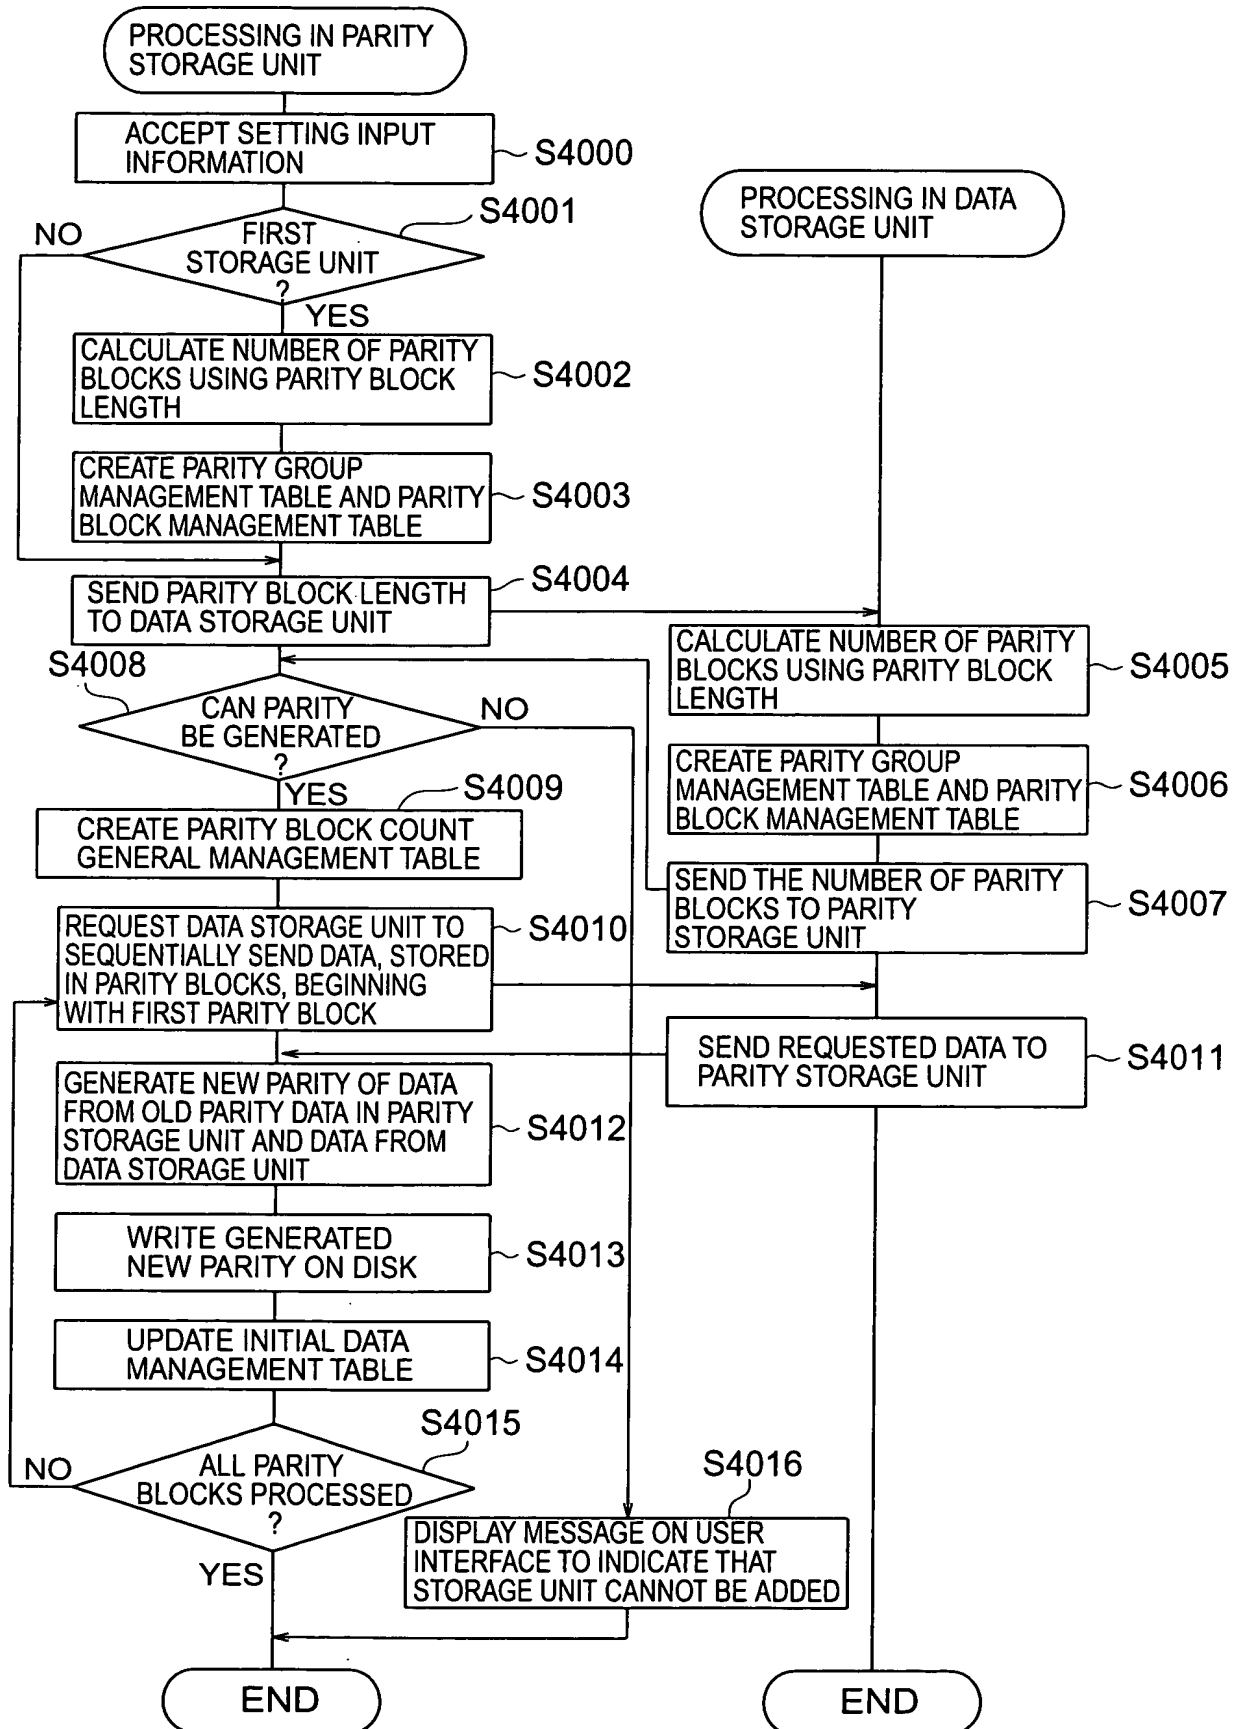 PROCESSING IN PARITY
STORAGE UNIT
ACCEPT SETTING INPUT
INFORMATION
S4000
S4001
NO
FIRST
STORAGE UNIT
?
YES
CALCULATE NUMBER OF PARITY
BLOCKS USING PARITY BLOCK
LENGTH
S4002
CREATE PARITY GROUP
MANAGEMENT TABLE AND PARITY
BLOCK MANAGEMENT TABLE
S4003
SEND PARITY BLOCK LENGTH
TO DATA STORAGE UNIT
S4004
S4008
CAN PARITY
BE GENERATED
?
NO
YES
S4009
CREATE PARITY BLOCK COUNT
GENERAL MANAGEMENT TABLE
REQUEST DATA STORAGE UNIT TO
SEQUENTIALLY SEND DATA, STORED
IN PARITY BLOCKS, BEGINNING
WITH FIRST PARITY BLOCK
S4010
GENERATE NEW PARITY OF DATA
FROM OLD PARITY DATA IN PARITY
STORAGE UNIT AND DATA FROM
DATA STORAGE UNIT
S4012
WRITE GENERATED
NEW PARITY ON DISK
S4013
UPDATE INITIAL DATA
MANAGEMENT TABLE
S4014
S4015
NO
ALL PARITY
BLOCKS PROCESSED
?
YES
S4016
DISPLAY MESSAGE ON USER
INTERFACE TO INDICATE THAT
STORAGE UNIT CANNOT BE ADDED
END
PROCESSING IN DATA
STORAGE UNIT
CALCULATE NUMBER OF PARITY
BLOCKS USING PARITY BLOCK
LENGTH
S4005
CREATE PARITY GROUP
MANAGEMENT TABLE AND PARITY
BLOCK MANAGEMENT TABLE
S4006
SEND THE NUMBER OF PARITY
BLOCKS TO PARITY
STORAGE UNIT
S4007
SEND REQUESTED DATA TO
PARITY STORAGE UNIT
S4011
END